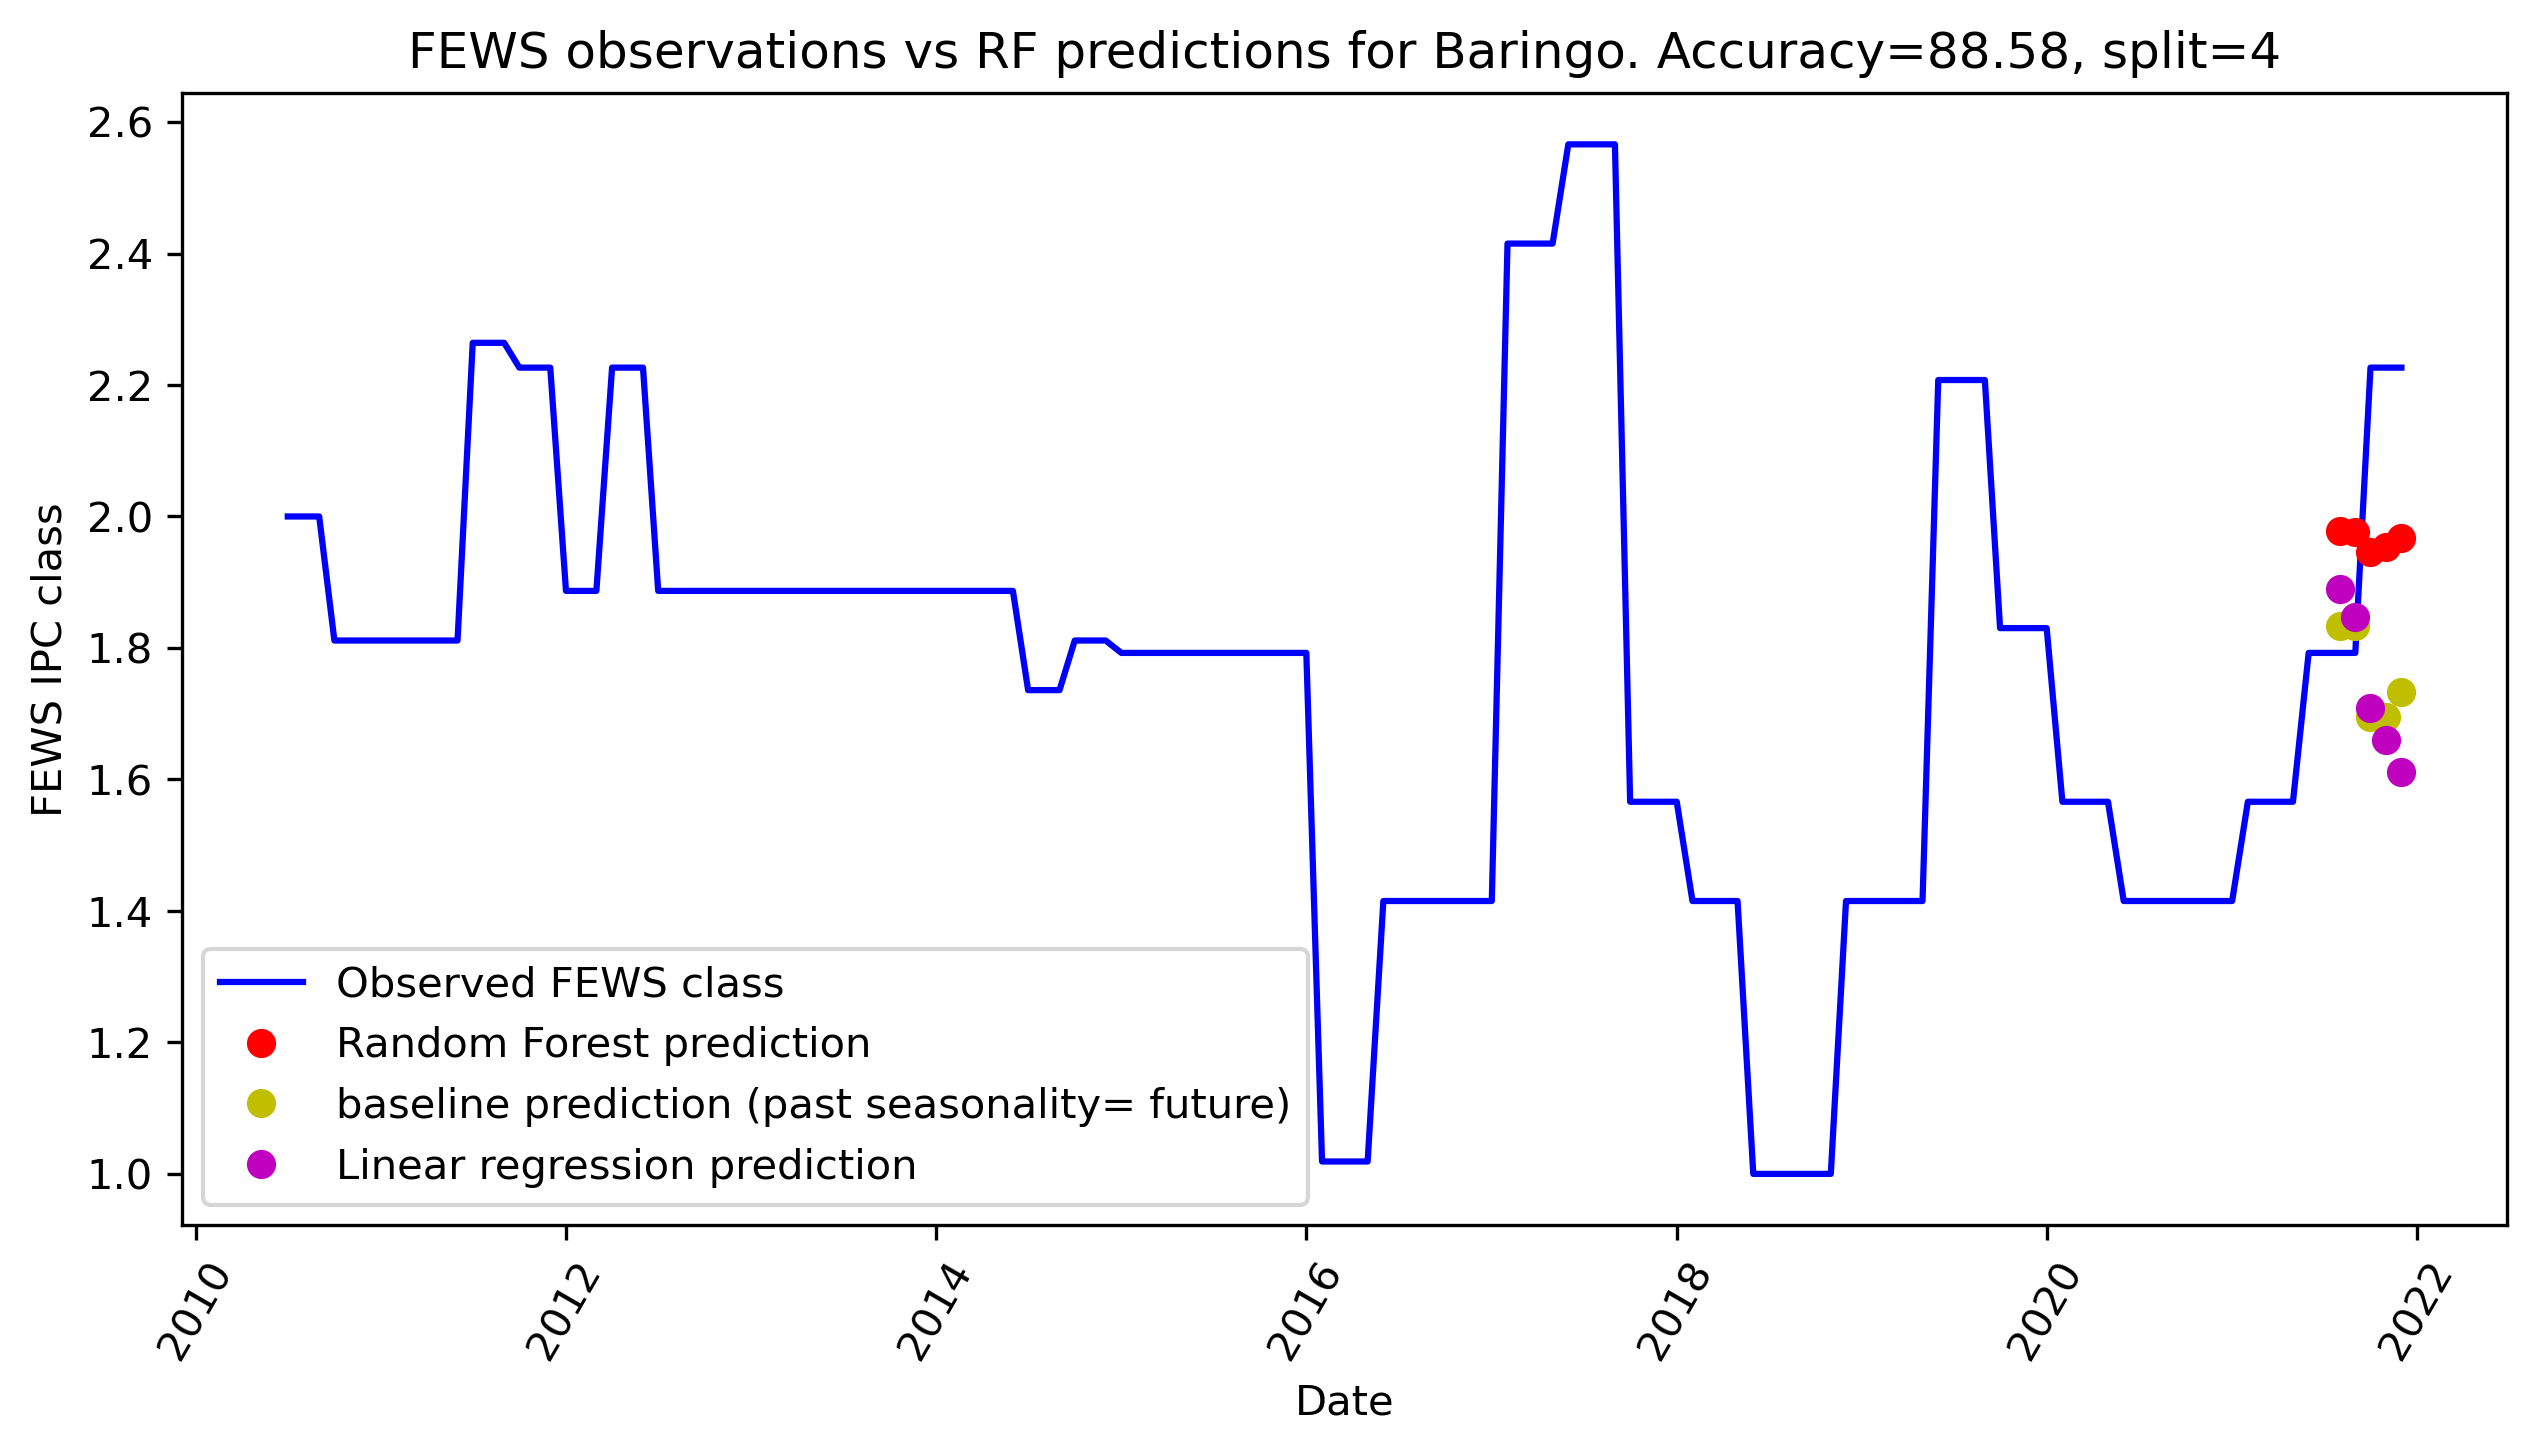 FEWS observations vs RF predictions for Baringo. Accuracy=88.58, split=4
FEWS IPC class
2.6
2.4
2.2
2.0
1.8
1.6
1.4
1.2
1.0
Observed FEWS class
Random Forest prediction
baseline prediction (past seasonality= future)
Linear regression prediction
2010
2012
2014
2016
2018
2020
2022
Date